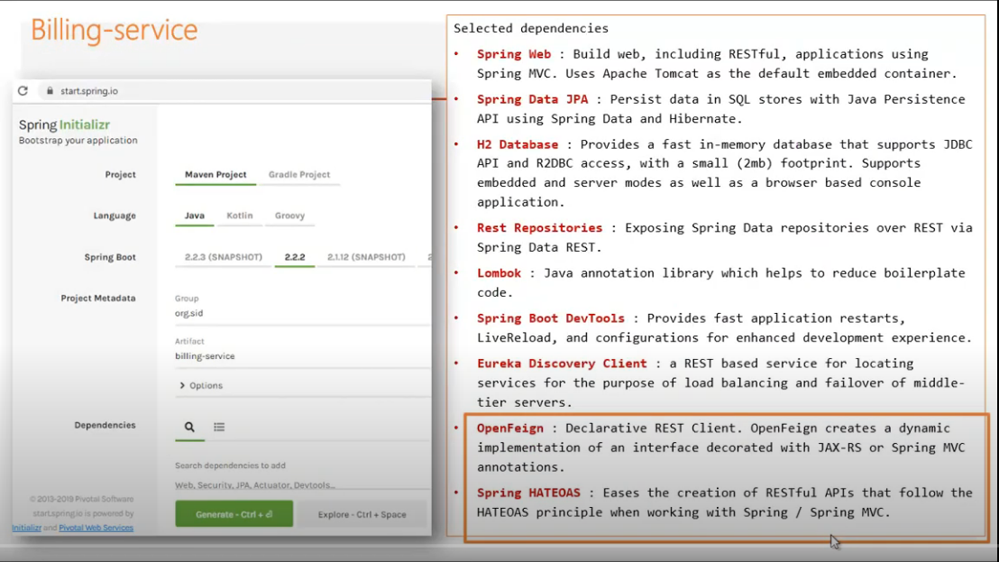 Billing-service
start.spring.io
Spring Initializr
Bootstrap your application
Project
Maven Project
Gradle Project
Language
Java
Kotlin
Groovy
Spring Boot
2.2.3 (SNAPSHOT)
2.2.2
2.1.12 (SNAPSHOT)
Project Metadata
Group
org.sid
Artifact
billing-service
Options
Dependencies
Search dependencies to add
Web, Security, JPA, Actuator, Devtools...
© 2013-2019 Pivotal Software
start.spring.io is powered by
Initializr and Pivotal Web Services
Generate - Ctrl + ⏎
Explore - Ctrl + Space
Selected dependencies
• Spring Web : Build web, including RESTful, applications using
Spring MVC. Uses Apache Tomcat as the default embedded container.
• Spring Data JPA : Persist data in SQL stores with Java Persistence
API using Spring Data and Hibernate.
• H2 Database : Provides a fast in-memory database that supports JDBC
API and R2DBC access, with a small (2mb) footprint. Supports
embedded and server modes as well as a browser based console
application.
• Rest Repositories : Exposing Spring Data repositories over REST via
Spring Data REST.
• Lombok : Java annotation library which helps to reduce boilerplate
code.
• Spring Boot DevTools : Provides fast application restarts,
LiveReload, and configurations for enhanced development experience.
• Eureka Discovery Client : a REST based service for locating
services for the purpose of load balancing and failover of middle-
tier servers.
• OpenFeign : Declarative REST Client. OpenFeign creates a dynamic
implementation of an interface decorated with JAX-RS or Spring MVC
annotations.
• Spring HATEOAS : Eases the creation of RESTful APIs that follow the
HATEOAS principle when working with Spring / Spring MVC.